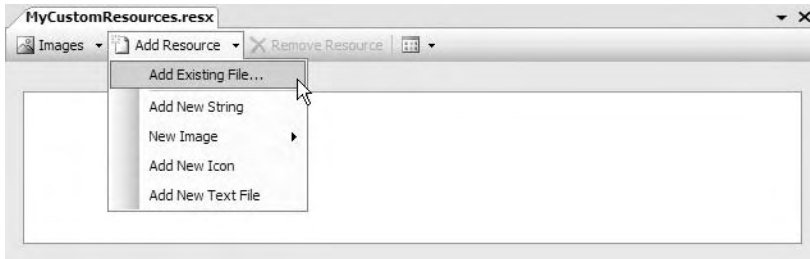 MyCustomResources.resx
Images Add Resource Remove Resource
Add Existing File...
Add New String
New Image
Add New Icon
Add New Text File